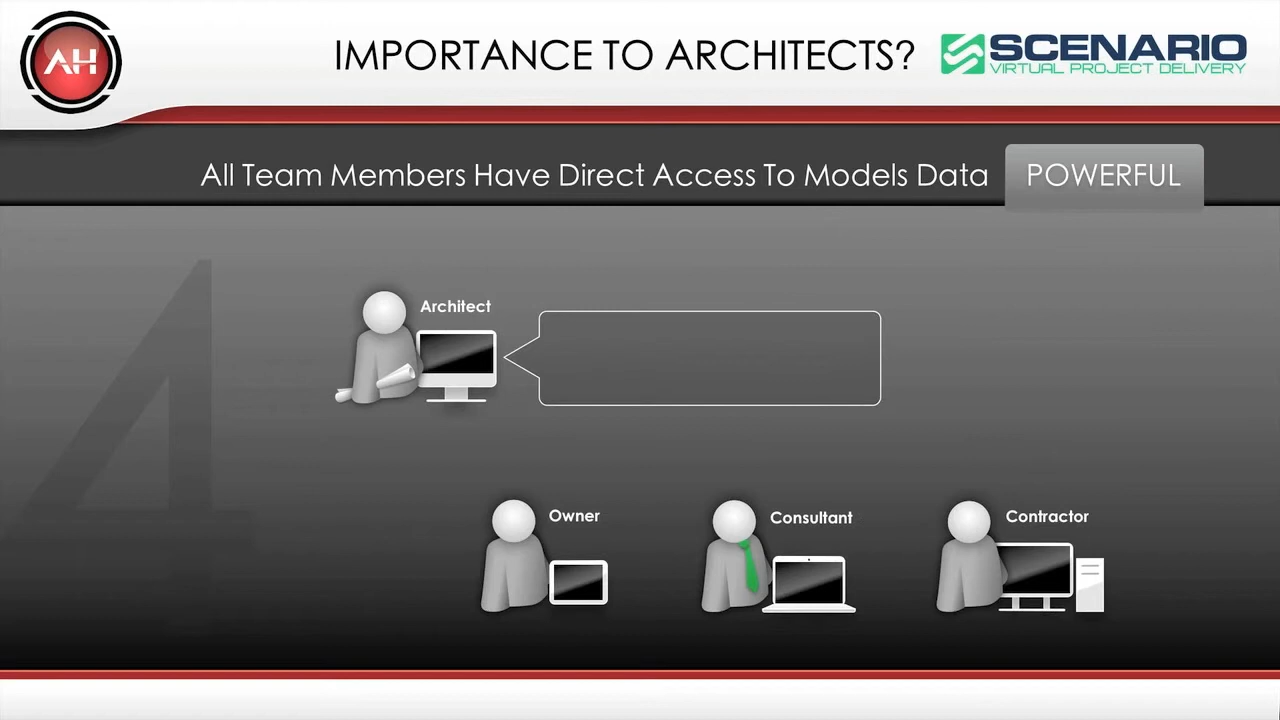 AH
IMPORTANCE TO ARCHITECTS?
SCENARIO
VIRTUAL PROJECT DELIVERY
All Team Members Have Direct Access To Models Data
POWERFUL
4
Architect
Owner
Consultant
Contractor